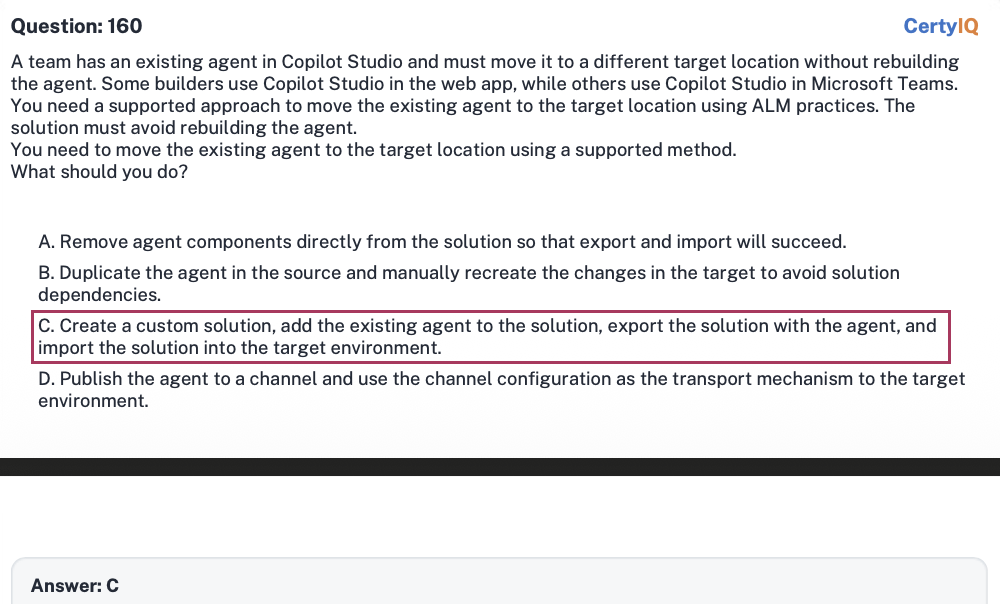 Question: 160
CertyIQ
A team has an existing agent in Copilot Studio and must move it to a different target location without rebuilding
the agent. Some builders use Copilot Studio in the web app, while others use Copilot Studio in Microsoft Teams.
You need a supported approach to move the existing agent to the target location using ALM practices. The
solution must avoid rebuilding the agent.
You need to move the existing agent to the target location using a supported method.
What should you do?
A. Remove agent components directly from the solution so that export and import will succeed.
B. Duplicate the agent in the source and manually recreate the changes in the target to avoid solution
dependencies.
C. Create a custom solution, add the existing agent to the solution, export the solution with the agent, and
import the solution into the target environment.
D. Publish the agent to a channel and use the channel configuration as the transport mechanism to the target
environment.
Answer: C